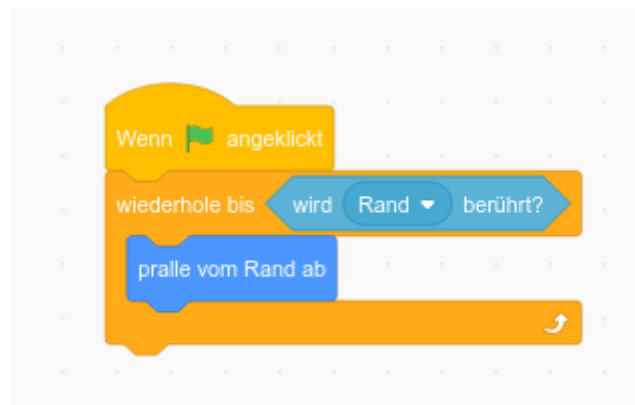 Wenn angeklickt
wiederhole bis wird Rand berührt?
pralle vom Rand ab